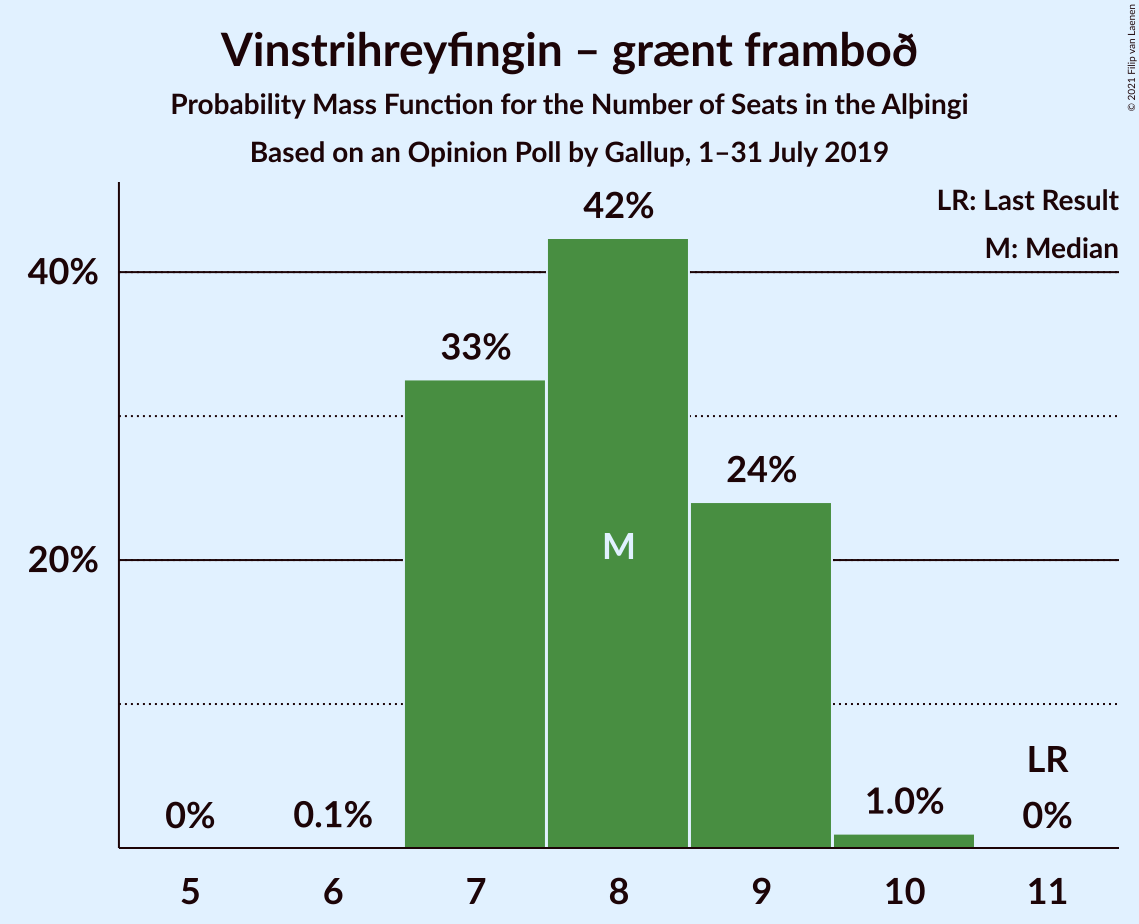 Vinstrihreyfingin – grænt framboð
Probability Mass Function for the Number of Seats in the Alþingi
Based on an Opinion Poll by Gallup, 1–31 July 2019
© 2021 Filip van Laenen
LR: Last Result
M: Median
42%
40%
33%
24%
M
20%
LR
0%
0.1%
1.0%
0%
5
6
7
8
9
10
11